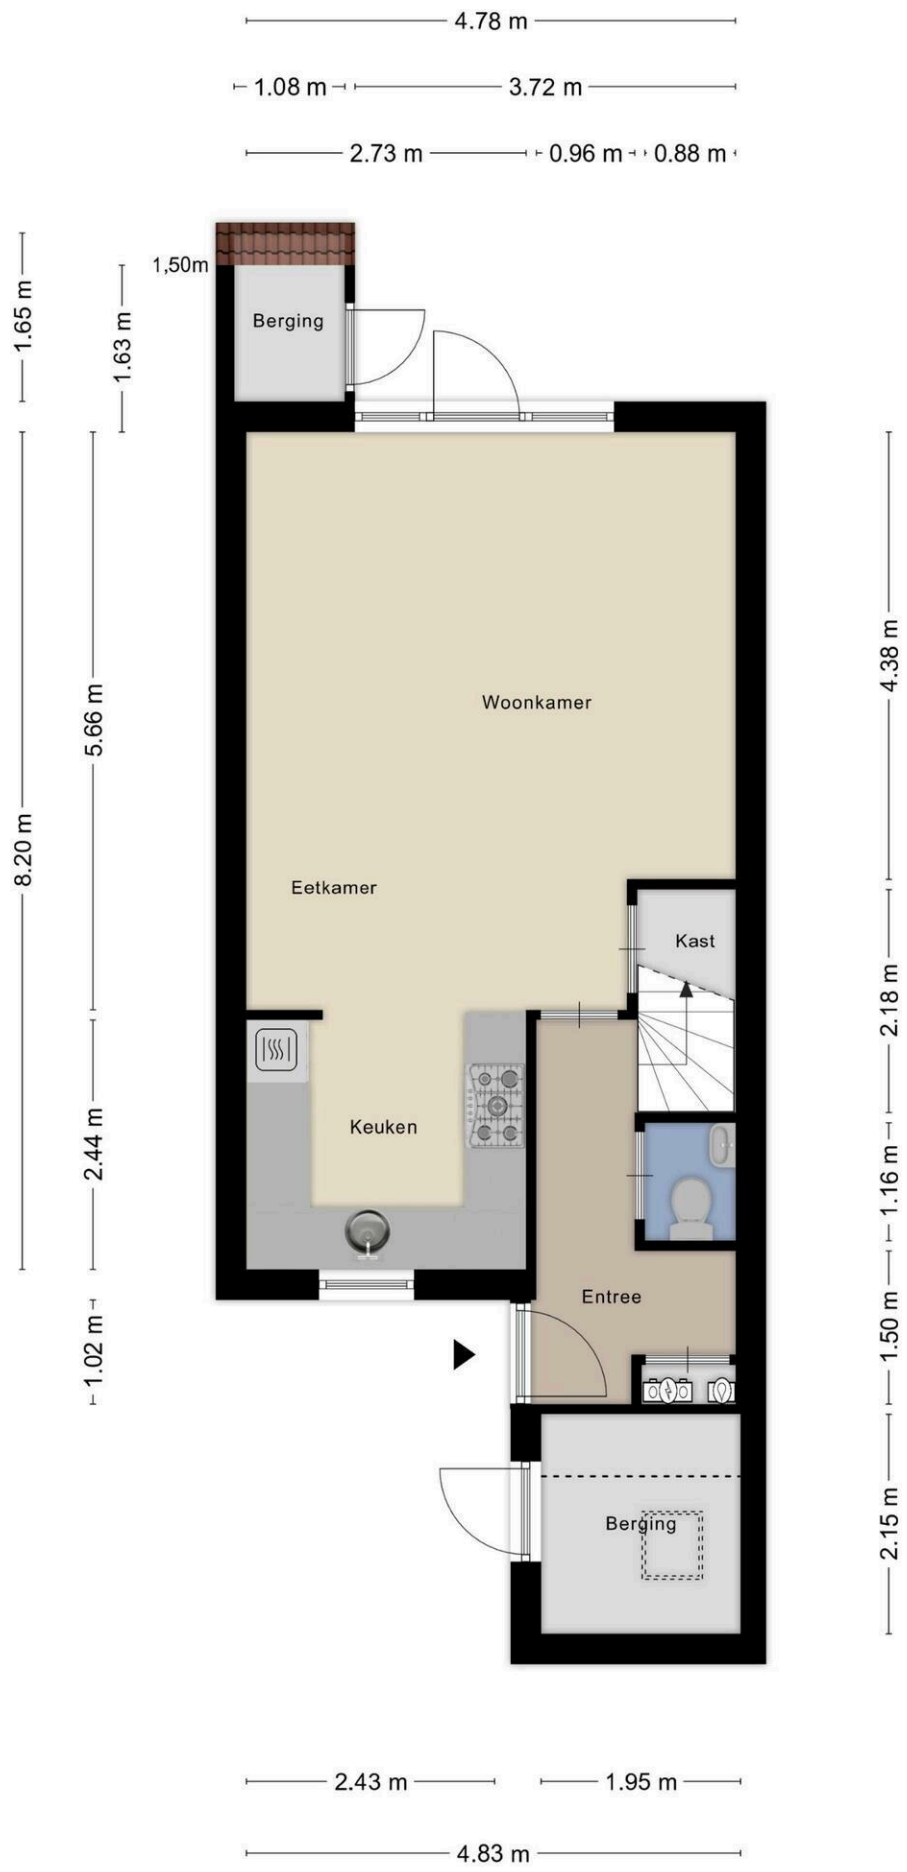 4.78 m
1.08 m
3.72 m
2.73 m
0.96 m
0.88 m
1,50m
1.65 m
1.63 m
Berging
Woonkamer
4.38 m
5.66 m
8.20 m
Eetkamer
Kast
2.18 m
Keuken
2.44 m
1.16 m
Entree
1.50 m
1.02 m
Berging
2.15 m
2.43 m
1.95 m
4.83 m